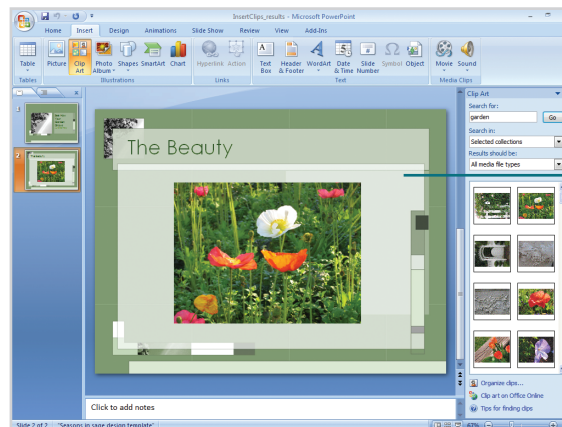 InsertClips_results - Microsoft PowerPoint
Home Insert Design Animations Slide Show Review View Add-Ins
Table Picture Clip Art Photo Album Shapes SmartArt Chart Hyperlink Action Text Box Header & Footer WordArt Date & Time Slide Number Symbol Object Movie Sound
Tables Illustrations Links Text Media Clips
Clip Art
Search for:
garden Go
Search in:
Selected collections
Results should be:
All media file types
1
2
The Beauty
Organize clips...
Clip art on Office Online
Tips for finding clips
Click to add notes
Slide 2 of 2 "Seasons in sage design template" 47%